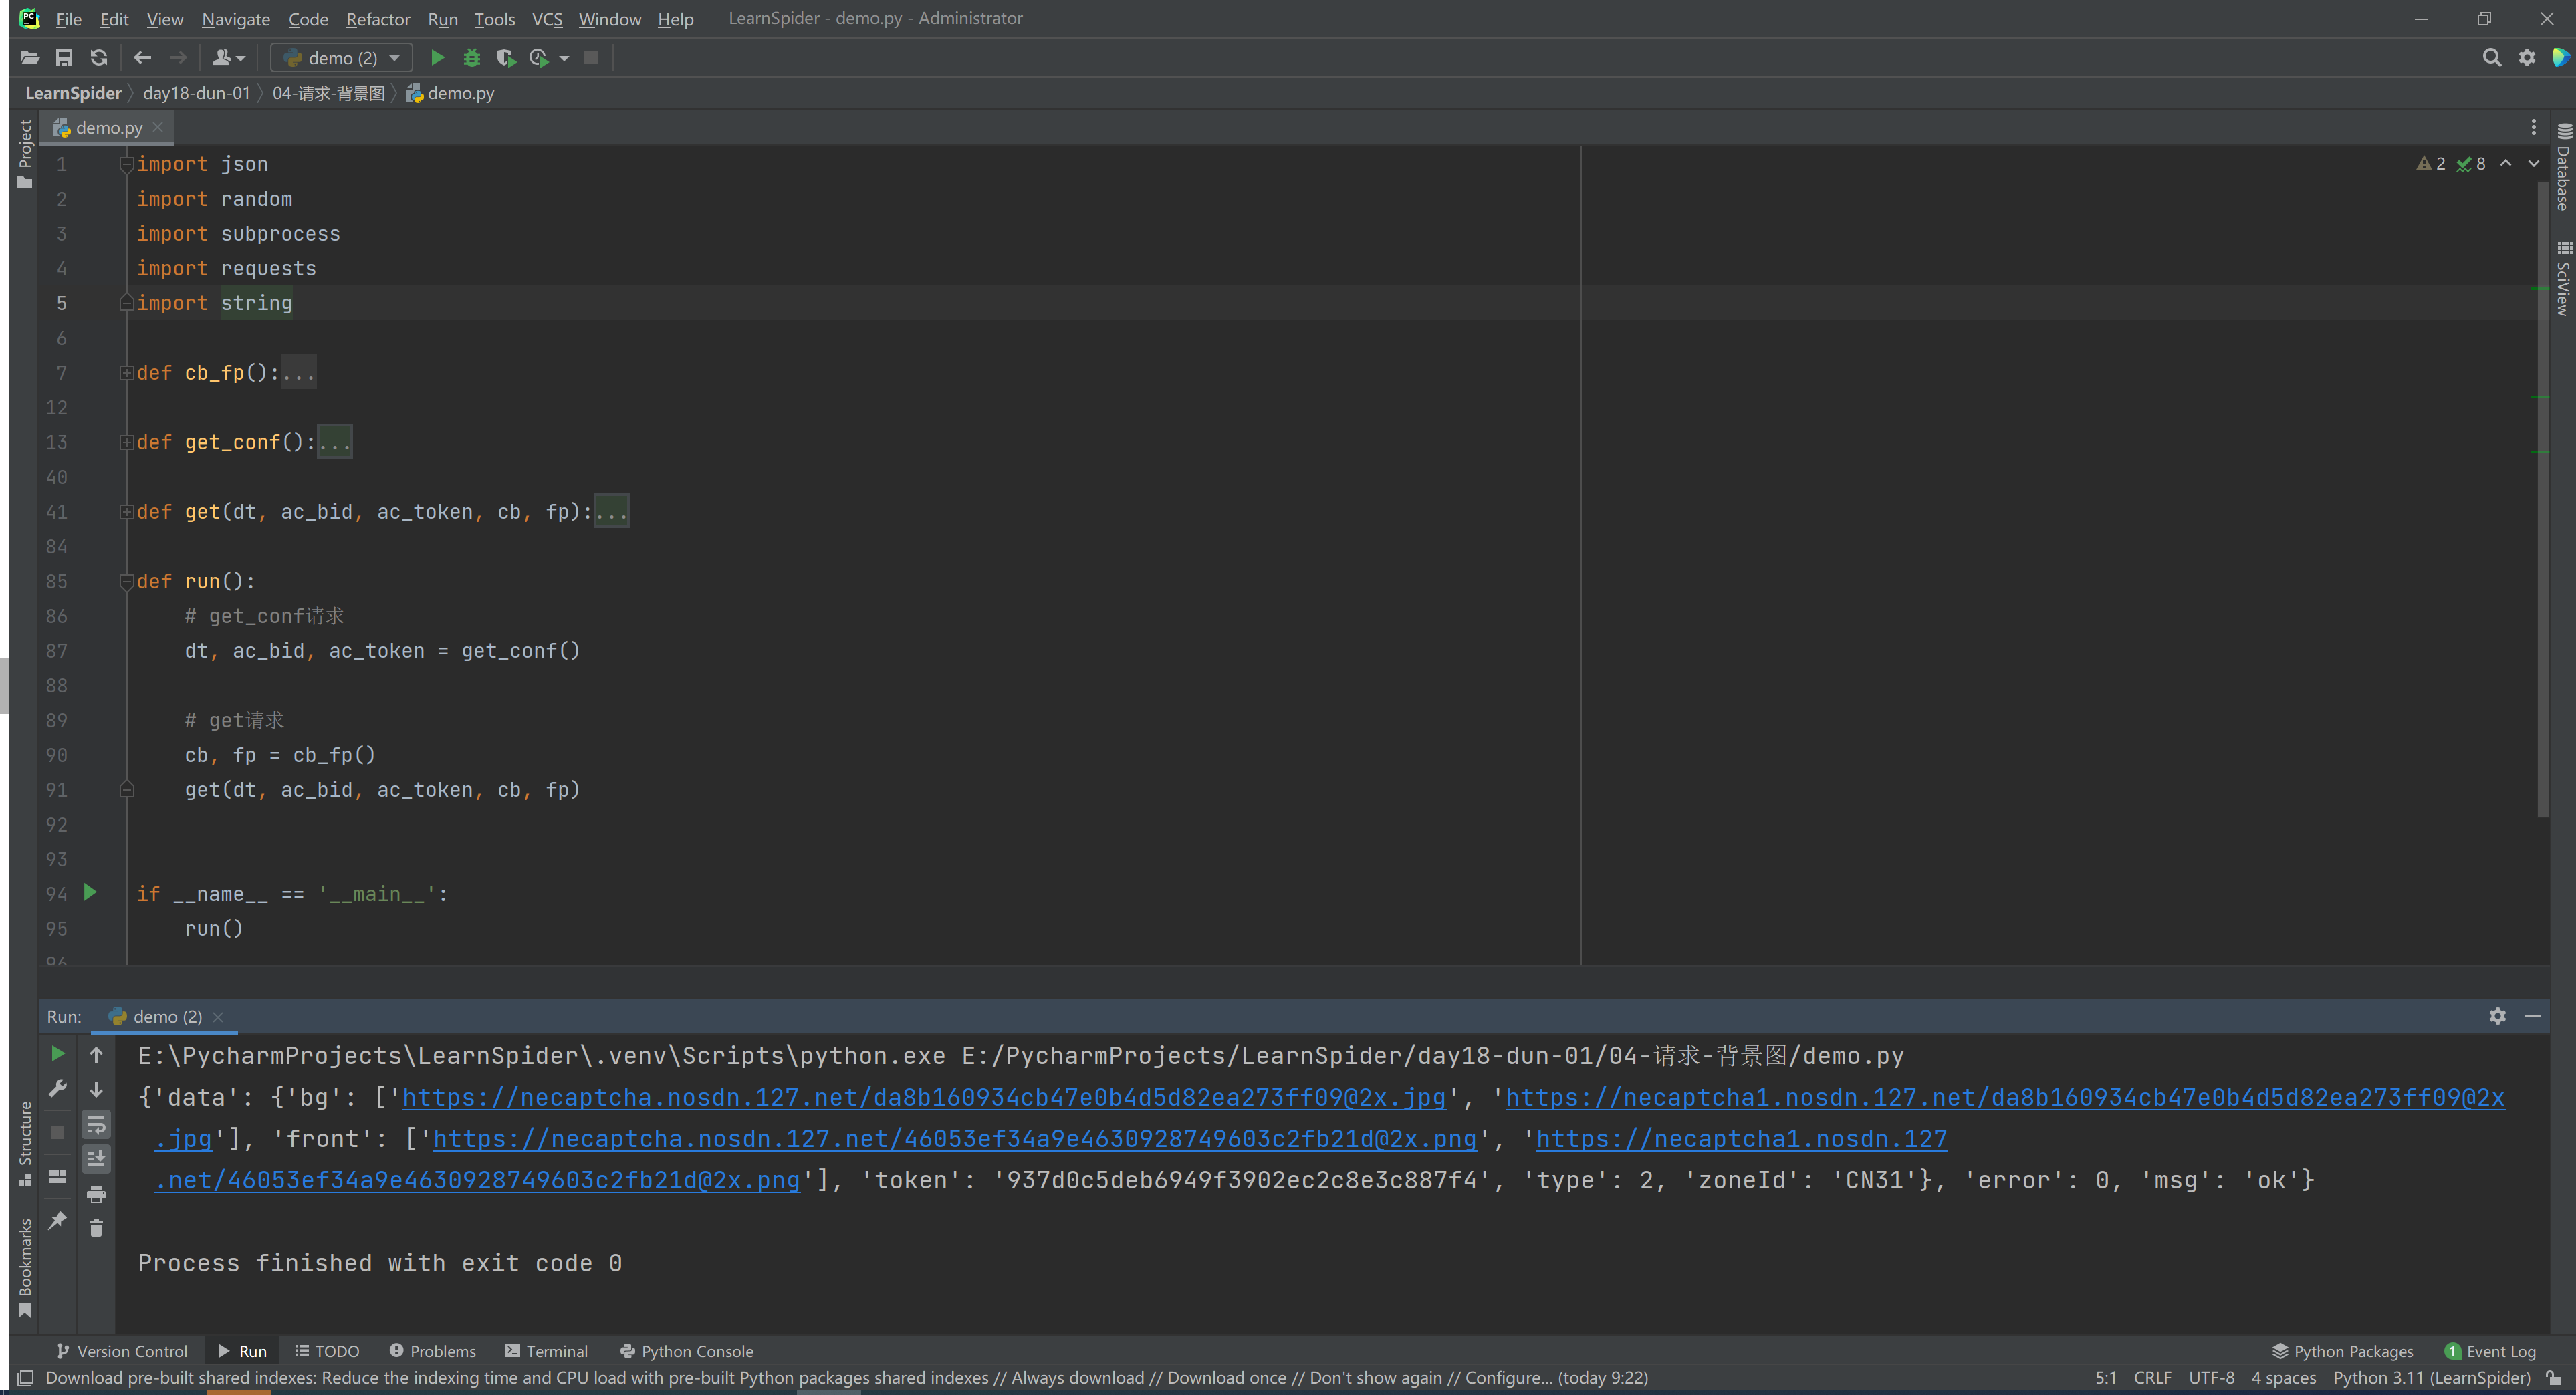 File Edit View Navigate Code Refactor Run Tools VCS Window Help LearnSpider - demo.py - Administrator
demo (2)
LearnSpider day18-dun-01 04-请求-背景图 demo.py
Project
demo.py
Database
SciView
2 8
1 import json
2 import random
3 import subprocess
4 import requests
5 import string
6
7 def cb_fp():...
12
13 def get_conf():...
40
41 def get(dt, ac_bid, ac_token, cb, fp):...
84
85 def run():
86 # get_conf请求
87 dt, ac_bid, ac_token = get_conf()
88
89 # get请求
90 cb, fp = cb_fp()
91 get(dt, ac_bid, ac_token, cb, fp)
92
93
94 if __name__ == '__main__':
95 run()
96
Run: demo (2)
E:\PycharmProjects\LearnSpider\.venv\Scripts\python.exe E:/PycharmProjects/LearnSpider/day18-dun-01/04-请求-背景图/demo.py
{'data': {'bg': ['https://necaptcha.nosdn.127.net/da8b160934cb47e0b4d5d82ea273ff09@2x.jpg', 'https://necaptcha1.nosdn.127.net/da8b160934cb47e0b4d5d82ea273ff09@2x
.jpg'], 'front': ['https://necaptcha.nosdn.127.net/46053ef34a9e4630928749603c2fb21d@2x.png', 'https://necaptcha1.nosdn.127
.net/46053ef34a9e4630928749603c2fb21d@2x.png'], 'token': '937d0c5deb6949f3902ec2c8e3c887f4', 'type': 2, 'zoneId': 'CN31'}, 'error': 0, 'msg': 'ok'}
Process finished with exit code 0
Structure
Bookmarks
Version Control Run TODO Problems Terminal Python Console Python Packages 1 Event Log
Download pre-built shared indexes: Reduce the indexing time and CPU load with pre-built Python packages shared indexes // Always download // Download once // Don't show again // Configure... (today 9:22) 5:1 CRLF UTF-8 4 spaces Python 3.11 (LearnSpider)